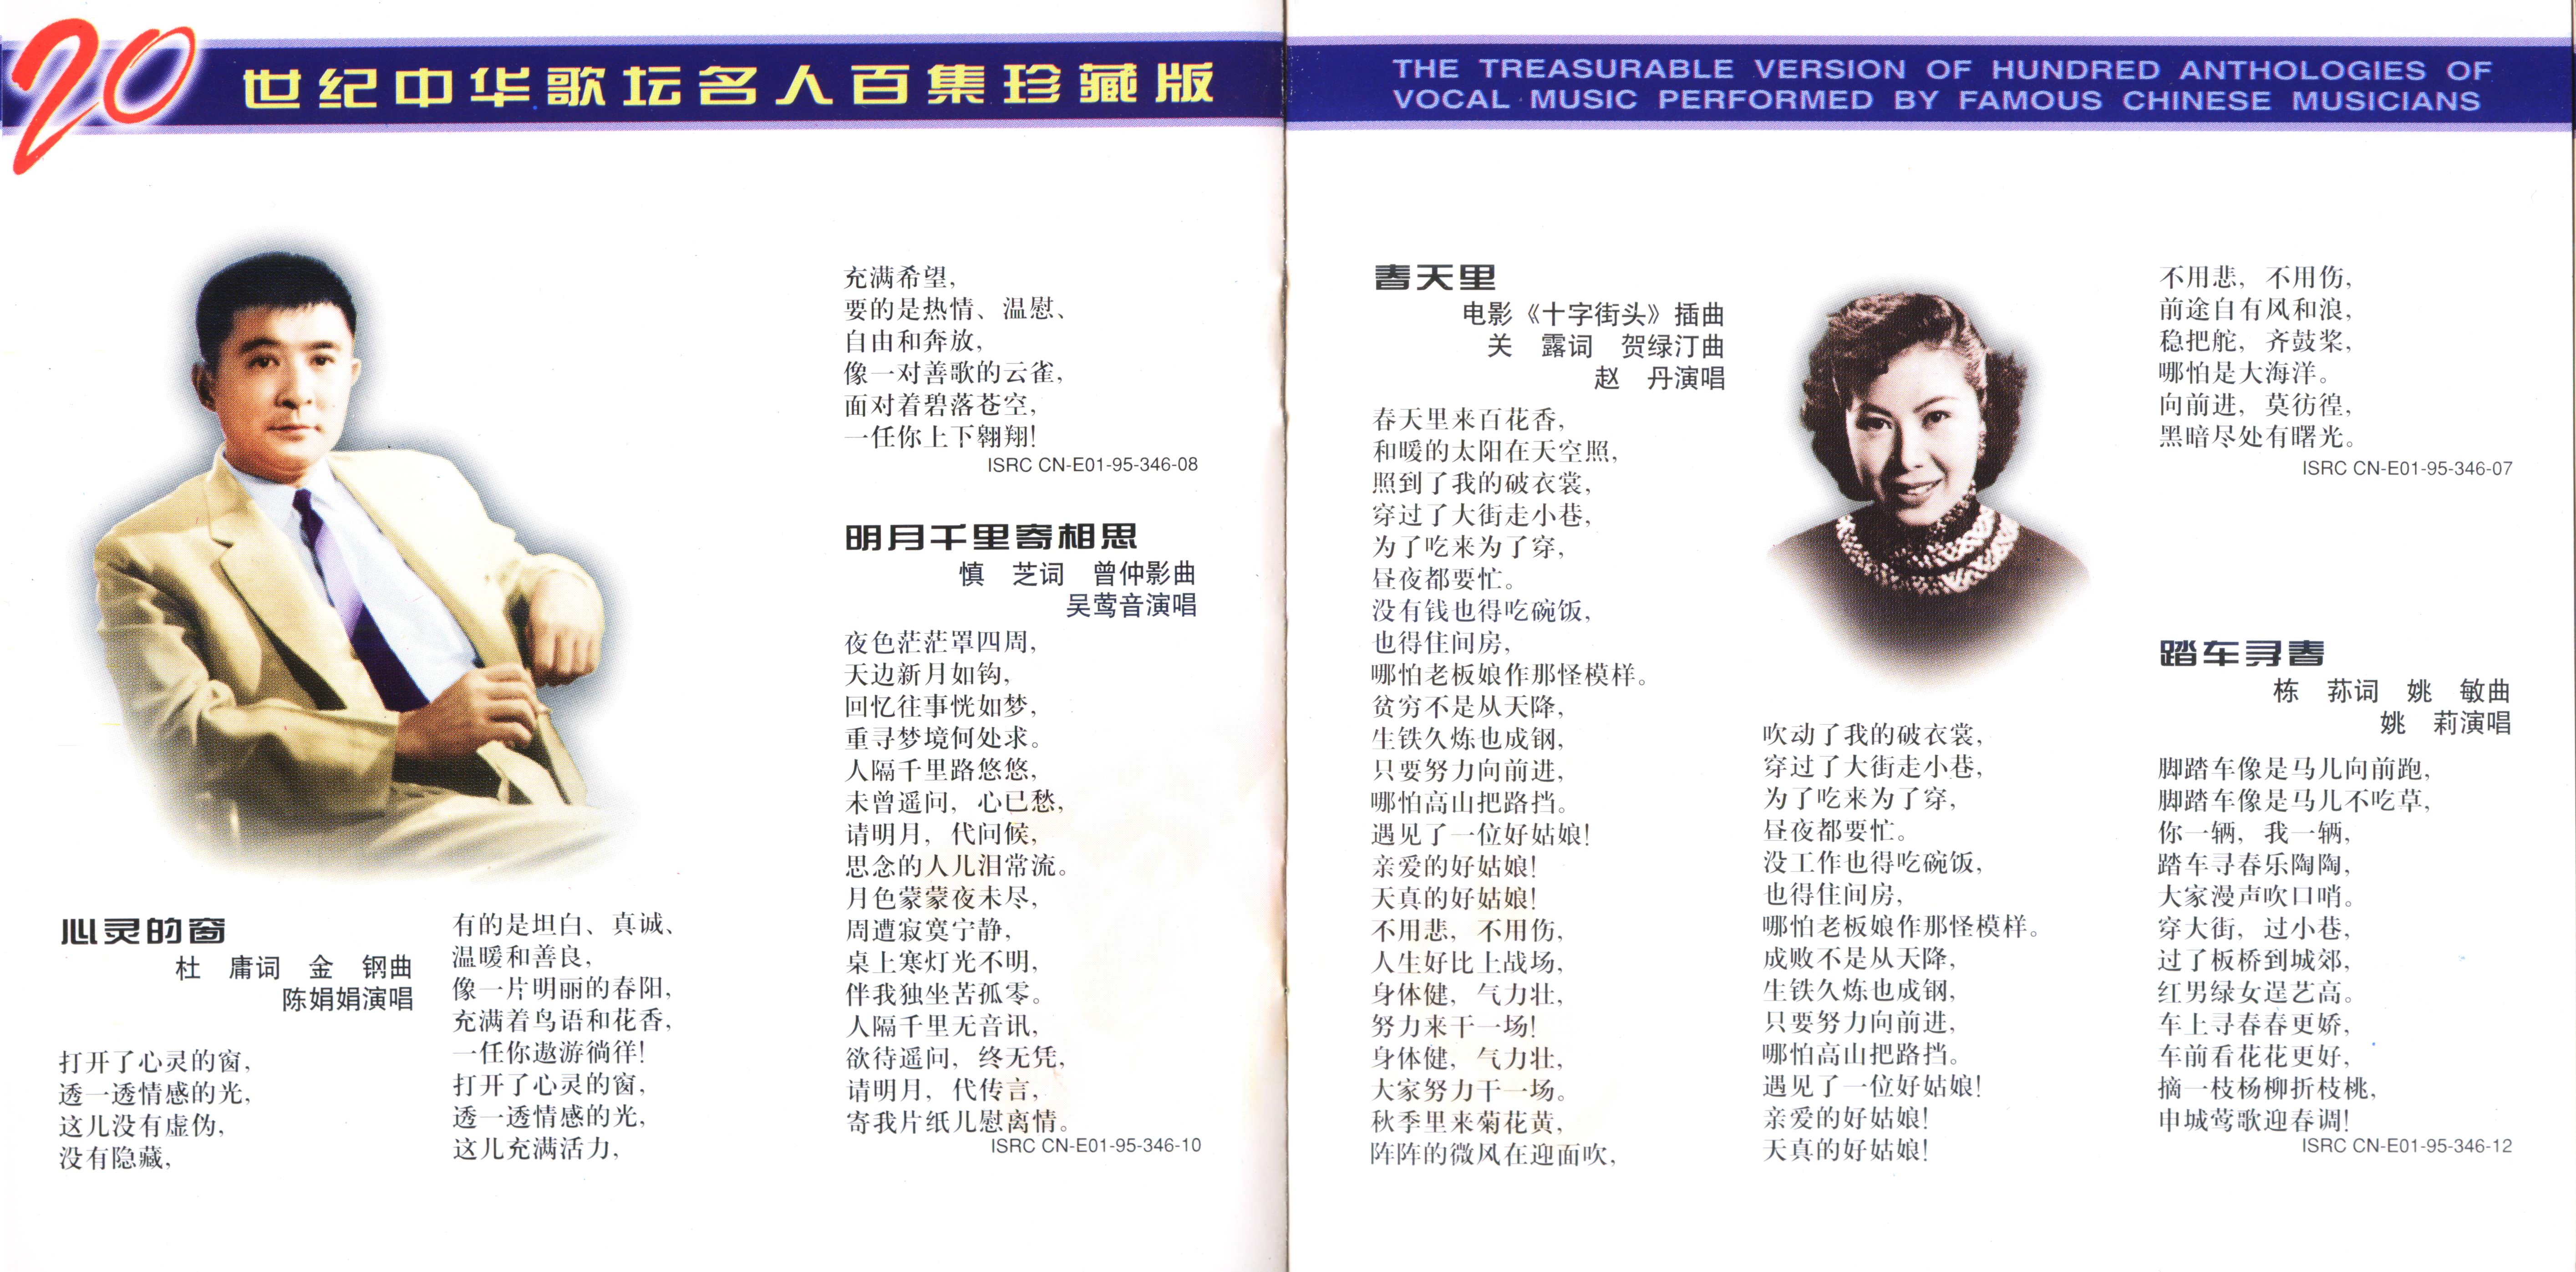 20
世纪中华歌坛名人百集珍藏版
心灵的窗
杜　庸词　金　钢曲
陈娟娟演唱
打开了心灵的窗，
透一透情感的光，
这儿没有虚伪，
没有隐藏，
有的是坦白、真诚、
温暖和善良，
像一片明丽的春阳，
充满着鸟语和花香，
一任你遨游徜徉！
打开了心灵的窗，
透一透情感的光，
这儿充满活力，
充满希望，
要的是热情、温慰、
自由和奔放，
像一对善歌的云雀，
面对着碧落苍空，
一任你上下翱翔！
ISRC CN-E01-95-346-08
明月千里寄相思
慎　芝词　曾仲影曲
吴莺音演唱
夜色茫茫罩四周，
天边新月如钩，
回忆往事恍如梦，
重寻梦境何处求。
人隔千里路悠悠，
未曾遥问，心已愁，
请明月，代问候，
思念的人儿泪常流。
月色蒙蒙夜未尽，
周遭寂寞宁静，
桌上寒灯光不明，
伴我独坐苦孤零。
人隔千里无音讯，
欲待遥问，终无凭，
请明月，代传言，
寄我片纸儿慰离情。
ISRC CN-E01-95-346-10
THE TREASURABLE VERSION OF HUNDRED ANTHOLOGIES OF
VOCAL MUSIC PERFORMED BY FAMOUS CHINESE MUSICIANS
春天里
电影《十字街头》插曲
关　露词　贺绿汀曲
赵　丹演唱
春天里来百花香，
和暖的太阳在天空照，
照到了我的破衣裳，
穿过了大街走小巷，
为了吃来为了穿，
昼夜都要忙。
没有钱也得吃碗饭，
也得住间房，
哪怕老板娘作那怪模样。
贫穷不是从天降，
生铁久炼也成钢，
只要努力向前进，
哪怕高山把路挡。
遇见了一位好姑娘！
亲爱的好姑娘！
天真的好姑娘！
不用悲，不用伤，
人生好比上战场，
身体健，气力壮，
努力来干一场！
身体健，气力壮，
大家努力干一场。
秋季里来菊花黄，
阵阵的微风在迎面吹，
吹动了我的破衣裳，
穿过了大街走小巷，
为了吃来为了穿，
昼夜都要忙。
没工作也得吃碗饭，
也得住间房，
哪怕老板娘作那怪模样。
成败不是从天降，
生铁久炼也成钢，
只要努力向前进，
哪怕高山把路挡。
遇见了一位好姑娘！
亲爱的好姑娘！
天真的好姑娘！
不用悲，不用伤，
前途自有风和浪，
稳把舵，齐鼓桨，
哪怕是大海洋。
向前进，莫彷徨，
黑暗尽处有曙光。
ISRC CN-E01-95-346-07
踏车寻春
栋　荪词　姚　敏曲
姚　莉演唱
脚踏车像是马儿向前跑，
脚踏车像是马儿不吃草，
你一辆，我一辆，
踏车寻春乐陶陶，
大家漫声吹口哨。
穿大街，过小巷，
过了板桥到城郊，
红男绿女逞艺高。
车上寻春春更娇，
车前看花花更好，
摘一枝杨柳折枝桃，
申城莺歌迎春调！
ISRC CN-E01-95-346-12